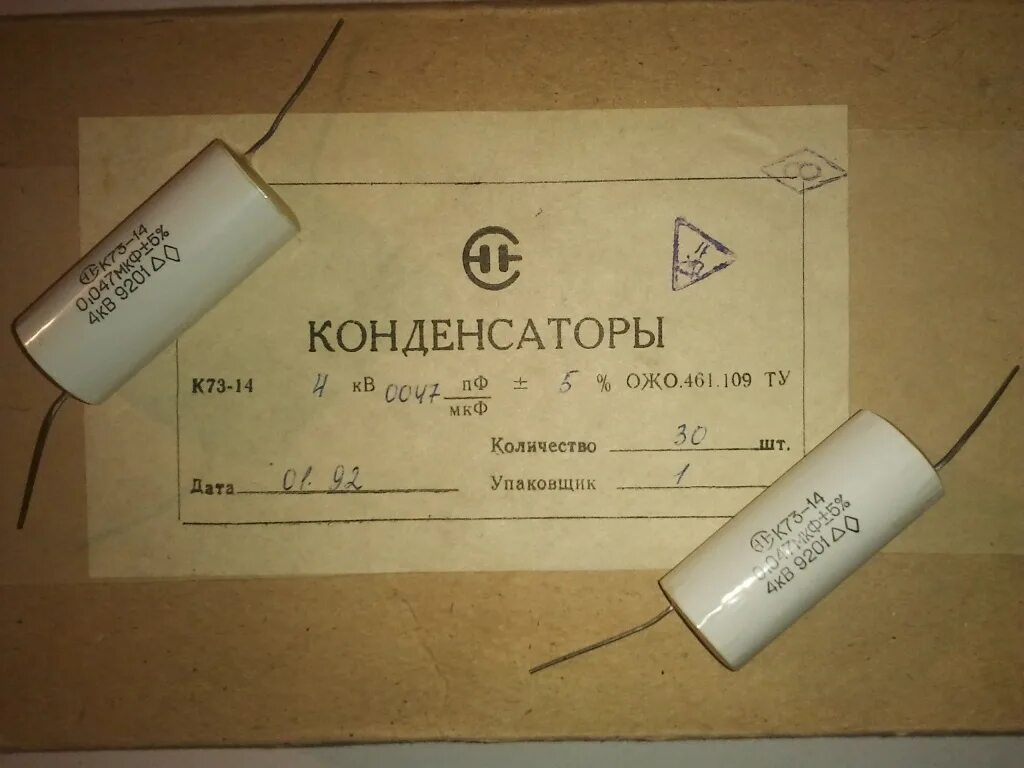 К73-14
0,047МКФ±5%
4кВ 9201
КОНДЕНСАТОРЫ
К73-14 4 кВ 0047 пФ/мкФ ± 5 % ОЖО.461.109 ТУ
Количество 30 шт.
Дата 01.92 Упаковщик 1
К73-14
0,047МКФ±5%
4кВ 9201